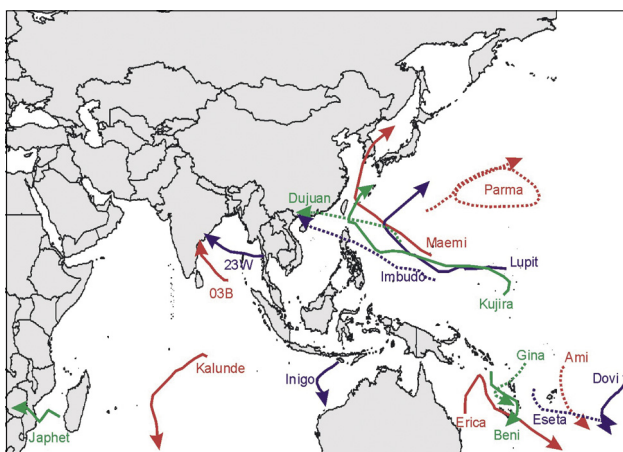 Dujuan
Parma
Maemi
23W
Imbudo
Lupit
03B
Kujira
Kalunde
Inigo
Gina
Ami
Dovi
Japhet
Erica
Beni
Eseta